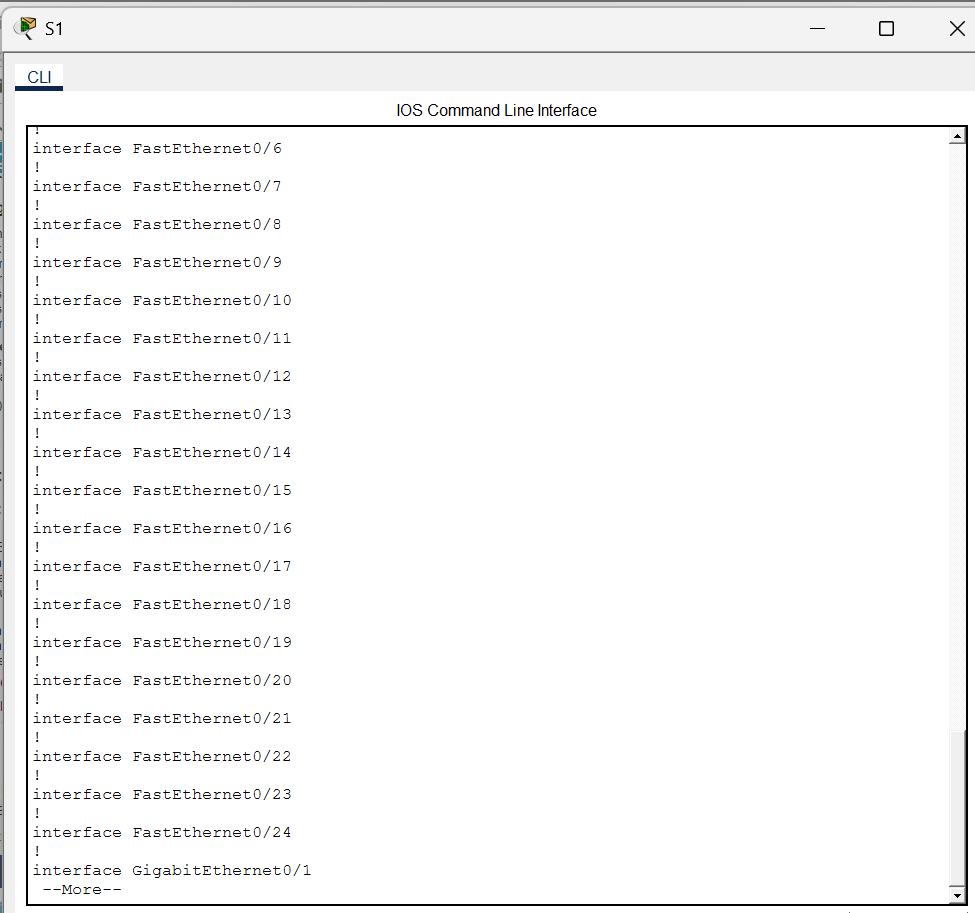 S1
CLI
IOS Command Line Interface
!
interface FastEthernet0/6
!
interface FastEthernet0/7
!
interface FastEthernet0/8
!
interface FastEthernet0/9
!
interface FastEthernet0/10
!
interface FastEthernet0/11
!
interface FastEthernet0/12
!
interface FastEthernet0/13
!
interface FastEthernet0/14
!
interface FastEthernet0/15
!
interface FastEthernet0/16
!
interface FastEthernet0/17
!
interface FastEthernet0/18
!
interface FastEthernet0/19
!
interface FastEthernet0/20
!
interface FastEthernet0/21
!
interface FastEthernet0/22
!
interface FastEthernet0/23
!
interface FastEthernet0/24
!
interface GigabitEthernet0/1
--More--